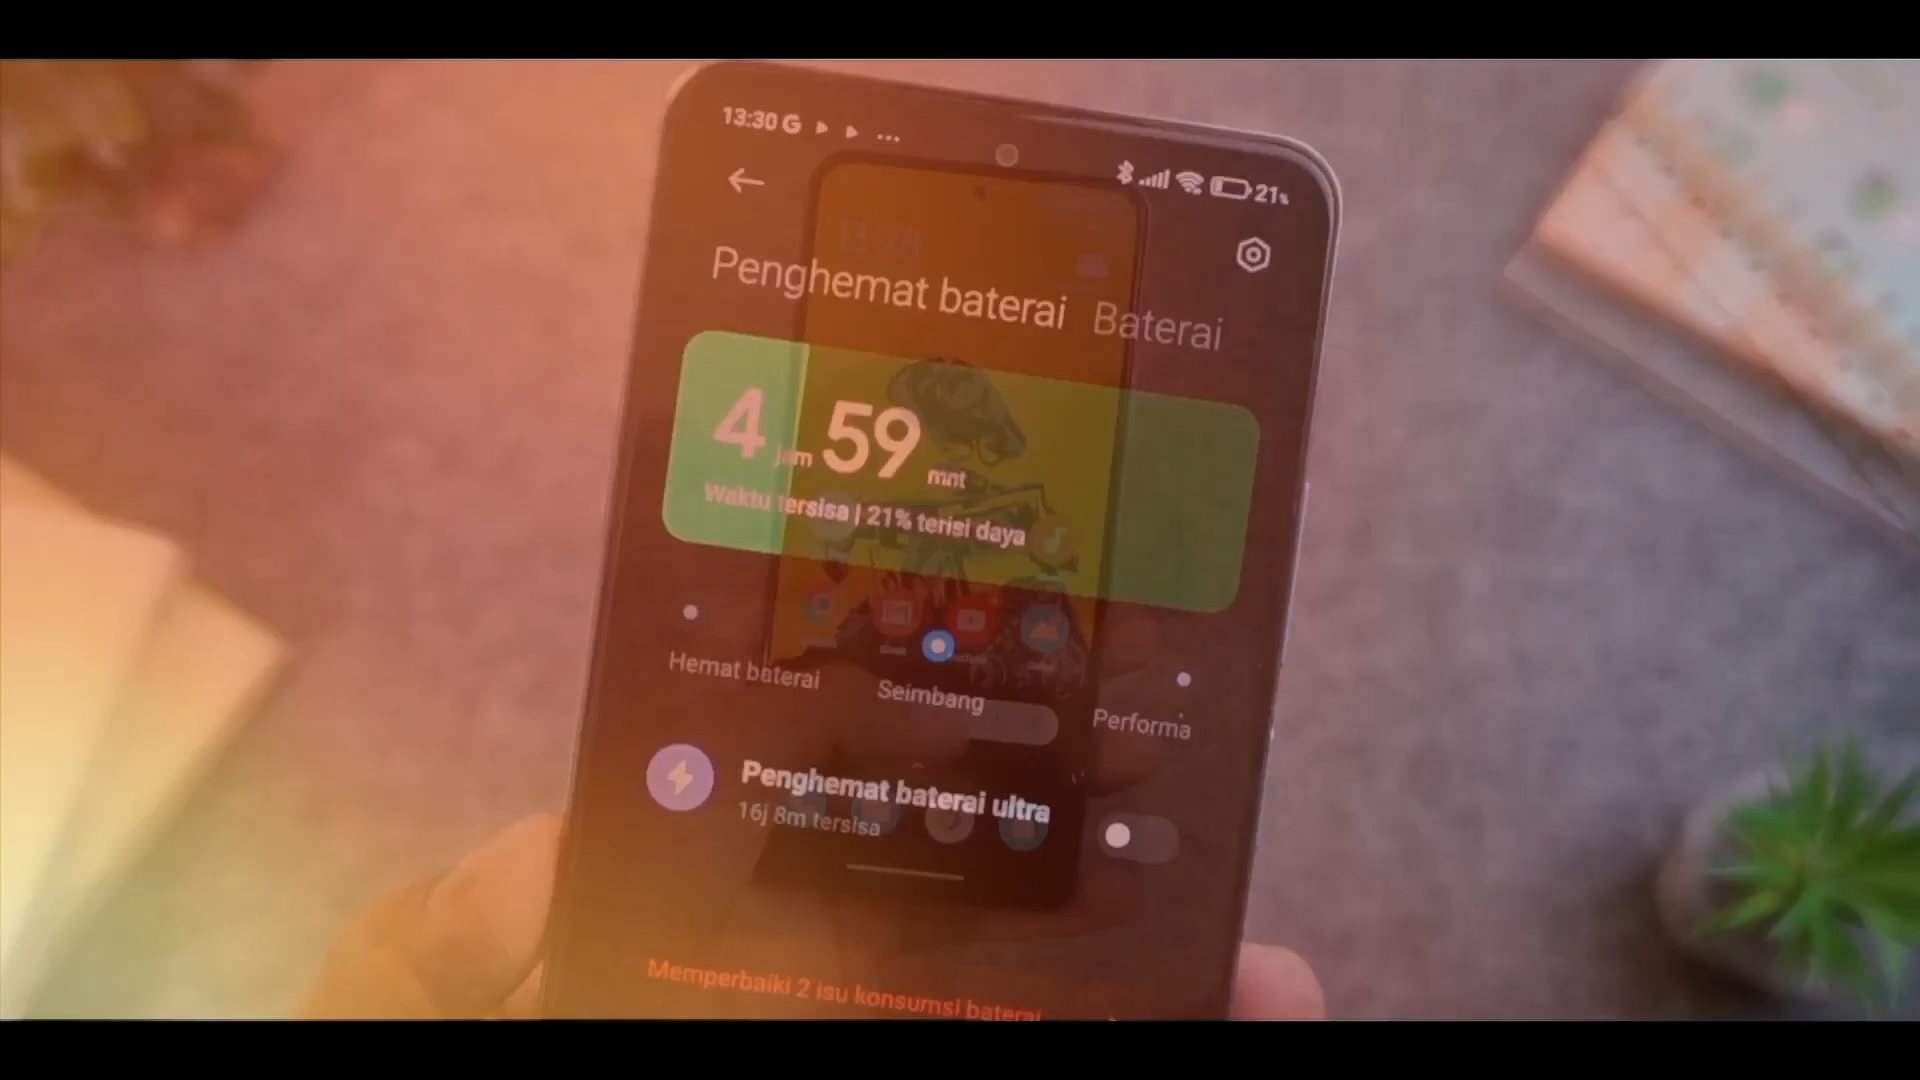 13:30 G ...
21%
Penghemat baterai Baterai
4 jam 59 mnt
Waktu tersisa | 21% terisi daya
Hemat baterai
Seimbang
Performa
Penghemat baterai ultra
16j 8m tersisa
Memperbaiki 2 isu konsumsi baterai